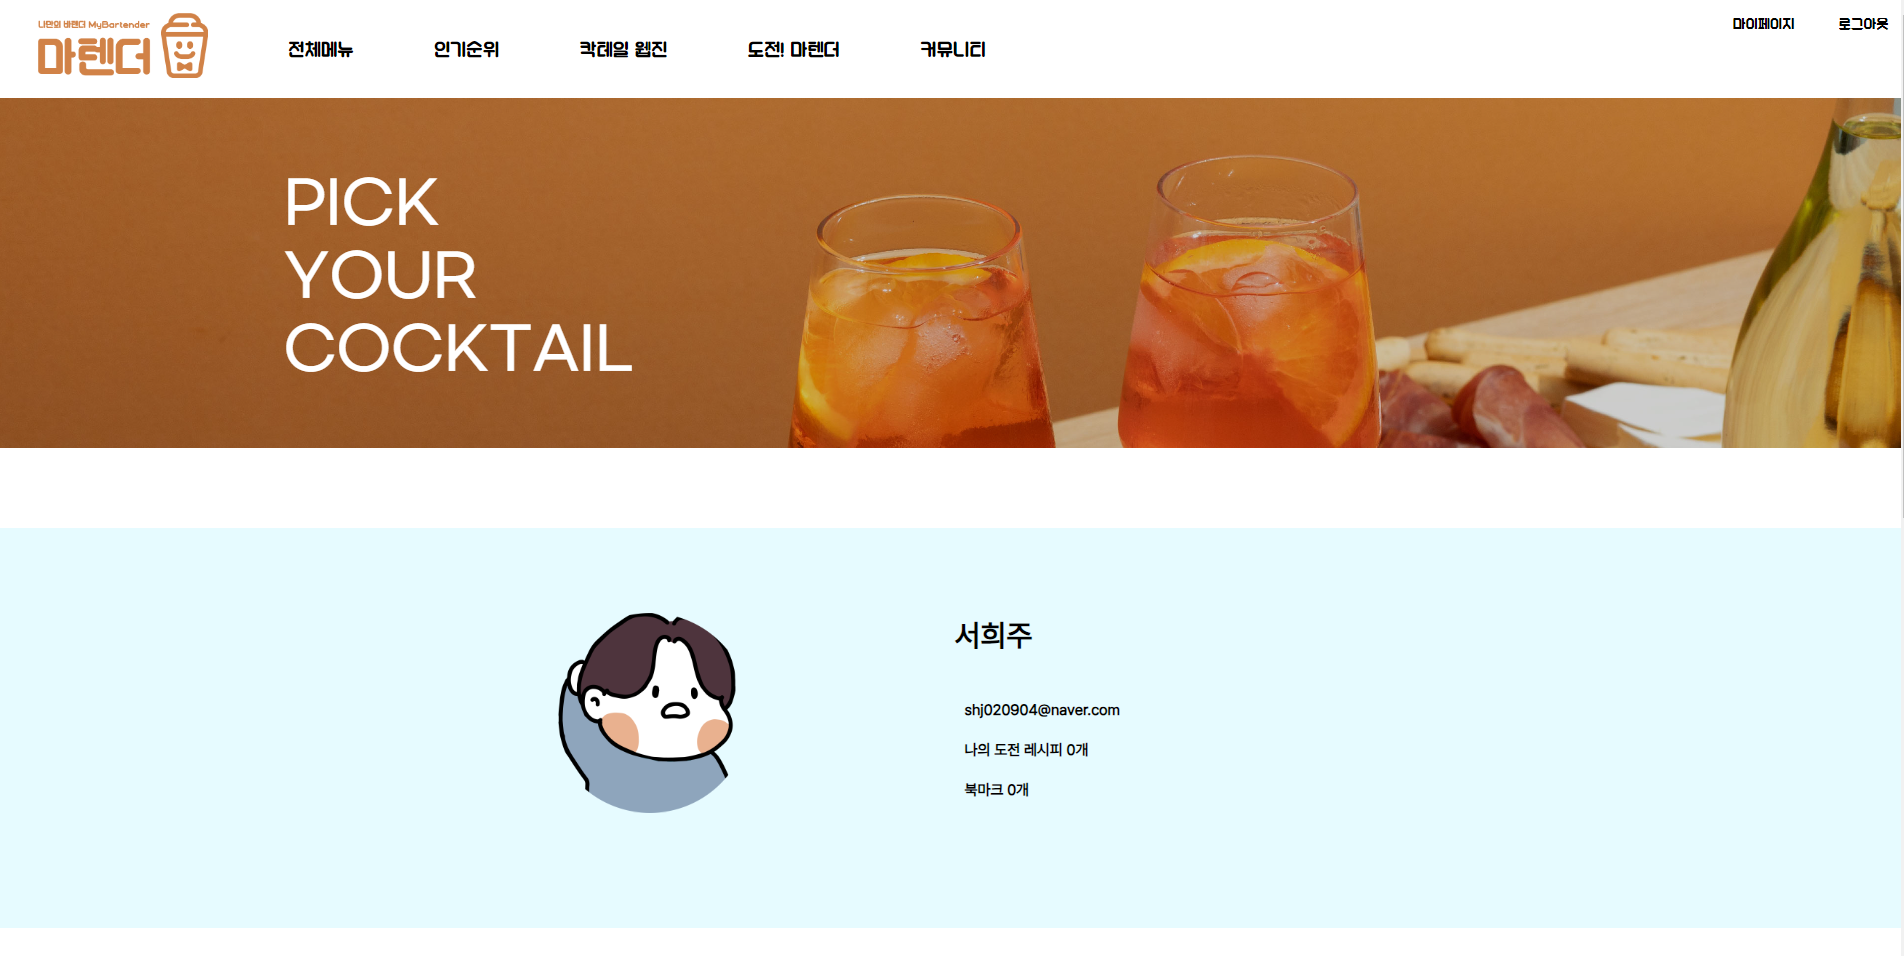 나만의 바텐더 MyBartender
마텐더
전체메뉴
인기순위
칵테일 웹진
도전! 마텐더
커뮤니티
마이페이지
로그아웃
PICK
YOUR
COCKTAIL
서희주
shj020904@naver.com
나의 도전 레시피 0개
북마크 0개